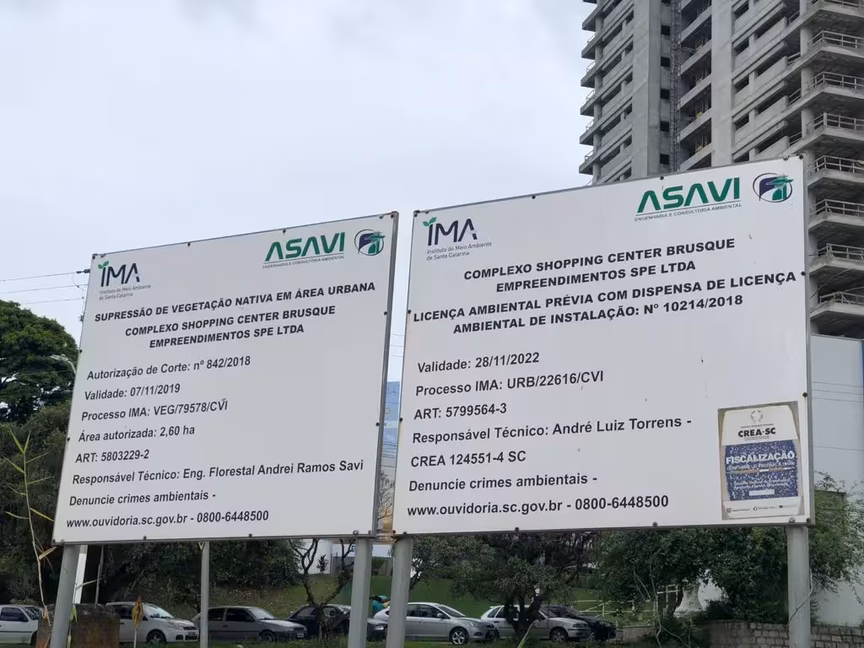 IMA
Instituto do Meio Ambiente
de Santa Catarina
ASAVI
ENGENHARIA E CONSULTORIA AMBIENTAL
SUPRESSÃO DE VEGETAÇÃO NATIVA EM ÁREA URBANA
COMPLEXO SHOPPING CENTER BRUSQUE
EMPREENDIMENTOS SPE LTDA
Autorização de Corte: nº 842/2018
Validade: 07/11/2019
Processo IMA: VEG/79578/CVI
Área autorizada: 2,60 ha
ART: 5803229-2
Responsável Técnico: Eng. Florestal Andrei Ramos Savi
Denuncie crimes ambientais -
www.ouvidoria.sc.gov.br - 0800-6448500
IMA
Instituto do Meio Ambiente
de Santa Catarina
ASAVI
ENGENHARIA E CONSULTORIA AMBIENTAL
COMPLEXO SHOPPING CENTER BRUSQUE
EMPREENDIMENTOS SPE LTDA
LICENÇA AMBIENTAL PRÉVIA COM DISPENSA DE LICENÇA
AMBIENTAL DE INSTALAÇÃO: Nº 10214/2018
Validade: 28/11/2022
Processo IMA: URB/22616/CVI
ART: 5799564-3
Responsável Técnico: André Luiz Torrens -
CREA 124551-4 SC
Denuncie crimes ambientais -
www.ouvidoria.sc.gov.br - 0800-6448500
CREA-SC
FISCALIZAÇÃO